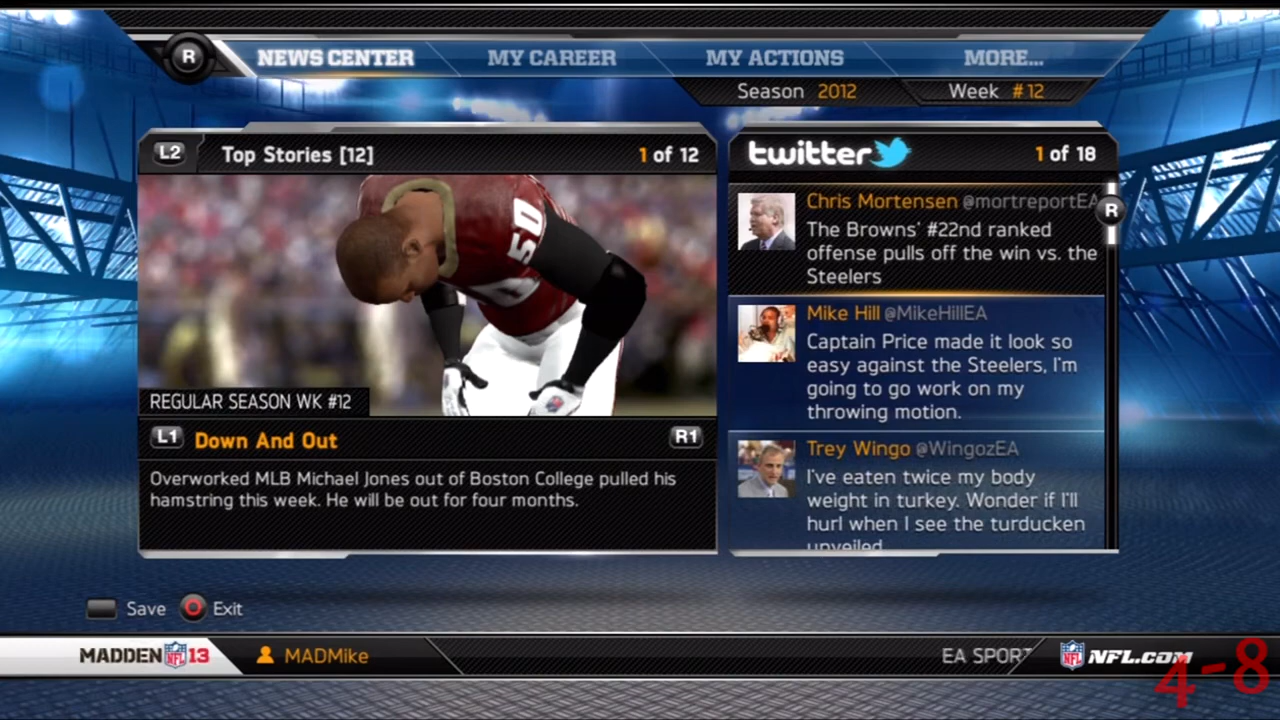 R
NEWS CENTER
MY CAREER
MY ACTIONS
MORE...
Season 2012
Week #12
L2
Top Stories [12]
1 of 12
50
REGULAR SEASON WK #12
L1
Down And Out
R1
Overworked MLB Michael Jones out of Boston College pulled his
hamstring this week. He will be out for four months.
twitter
1 of 18
R
Chris Mortensen @mortreportEA
The Browns' #22nd ranked
offense pulls off the win vs. the
Steelers
Mike Hill @MikeHillEA
Captain Price made it look so
easy against the Steelers, I'm
going to go work on my
throwing motion.
Trey Wingo @WingozEA
I've eaten twice my body
weight in turkey. Wonder if I'll
hurl when I see the turducken
unveiled
Save
Exit
MADDEN NFL 13
MADMike
EA SPORT
NFL NFL.COM
4-8